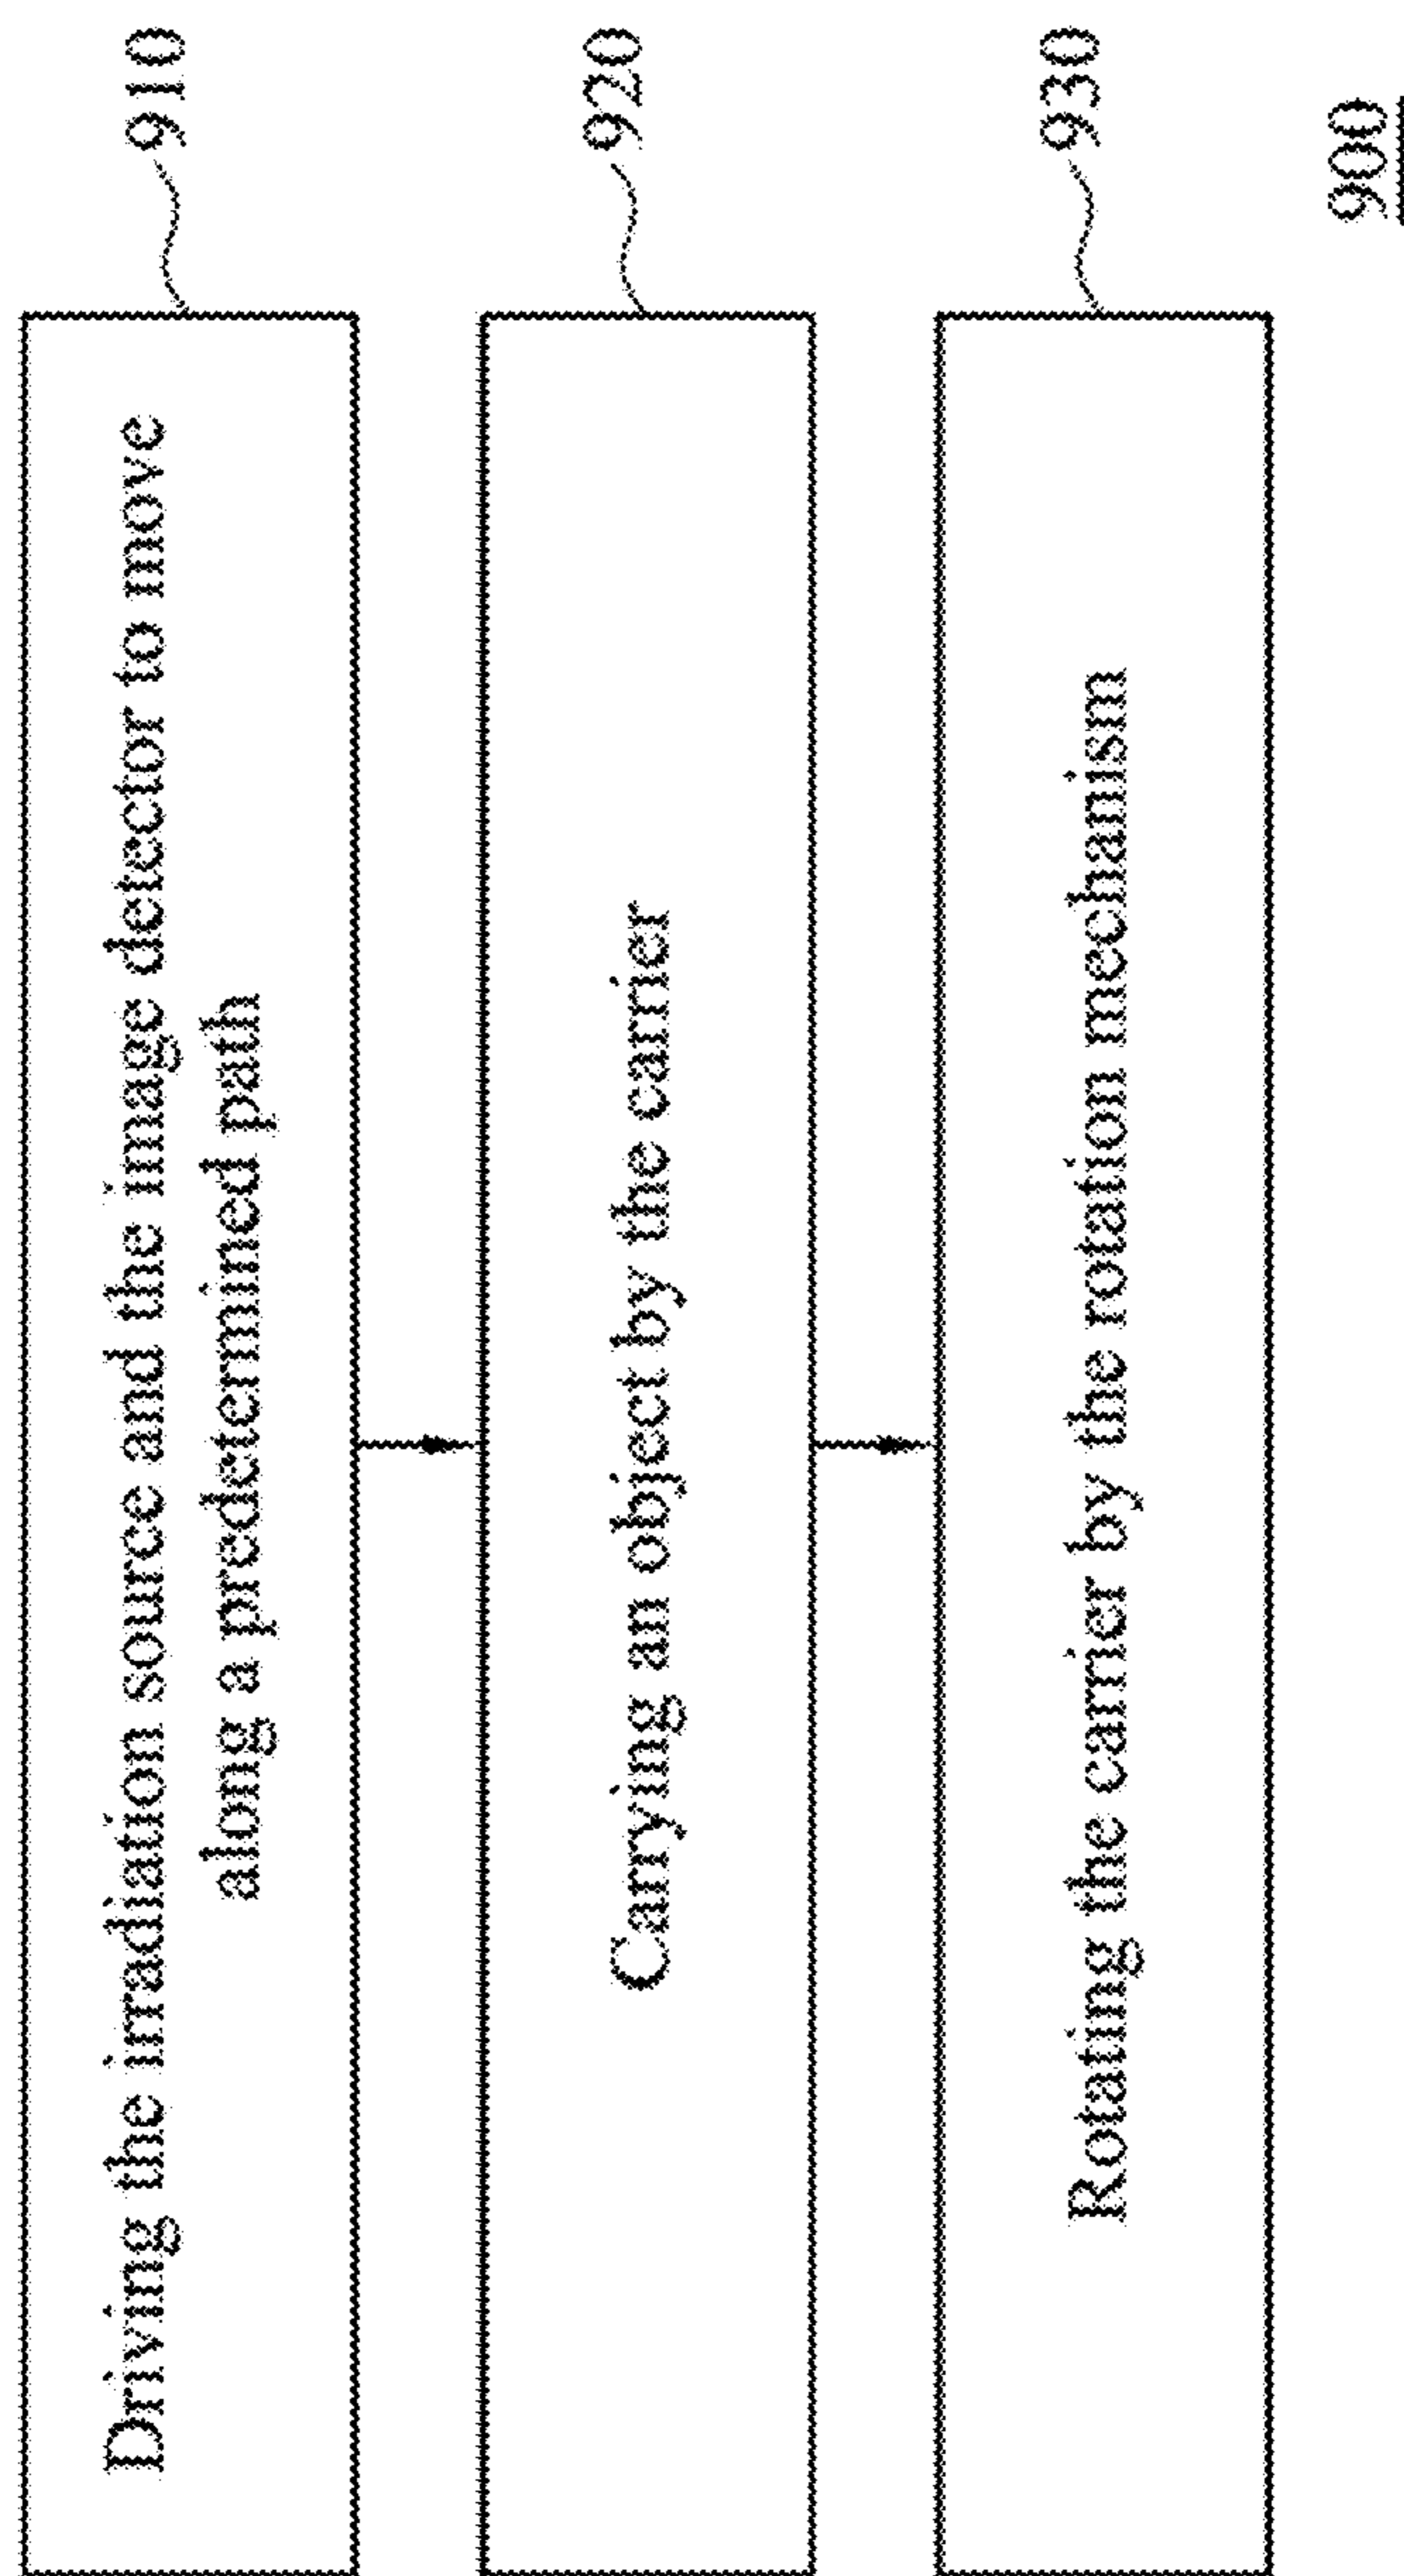 Driving the irradiation source and the image detector to move
along a predetermined path
910
Carrying an object by the carrier
920
Rotating the carrier by the rotation mechanism
930
900